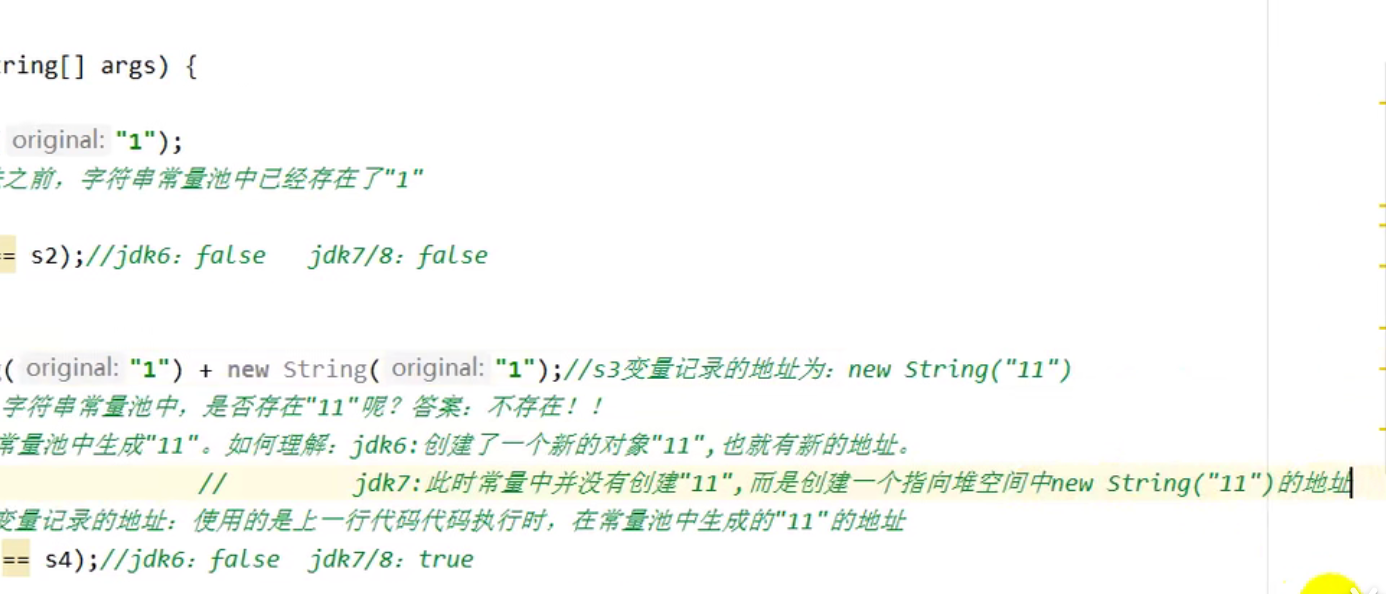 ring[] args) {
original: "1");
之前，字符串常量池中已经存在了"1"
== s2);//jdk6：false   jdk7/8：false
( original: "1") + new String( original: "1");//s3变量记录的地址为：new String("11")
字符串常量池中，是否存在"11"呢？答案：不存在！！
常量池中生成"11"。如何理解：jdk6:创建了一个新的对象"11",也就有新的地址。
//         jdk7:此时常量中并没有创建"11",而是创建一个指向堆空间中new String("11")的地址
变量记录的地址：使用的是上一行代码代码执行时，在常量池中生成的"11"的地址
== s4);//jdk6：false  jdk7/8：true